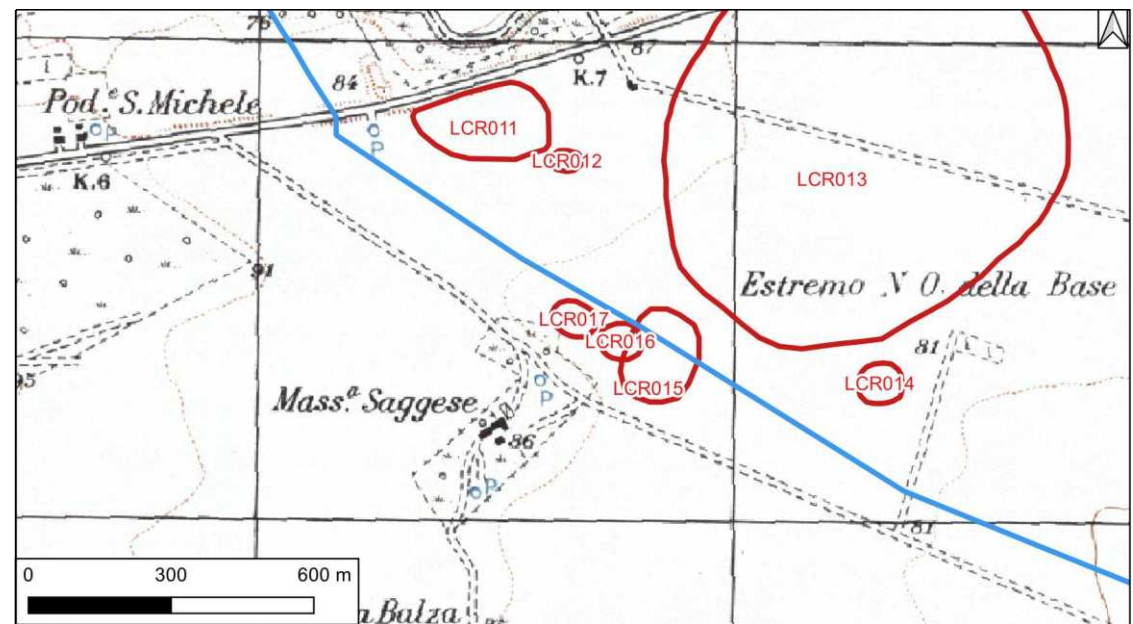 76
87
K.7
84
Pod.e S. Michele
P
P
LCR011
LCR012
K.6
LCR013
91
Estremo N O. della Base
LCR017
LCR016
81
95
LCR015
LCR014
P
Mass.a Saggese
86
P
81
0 300 600 m
a Balza